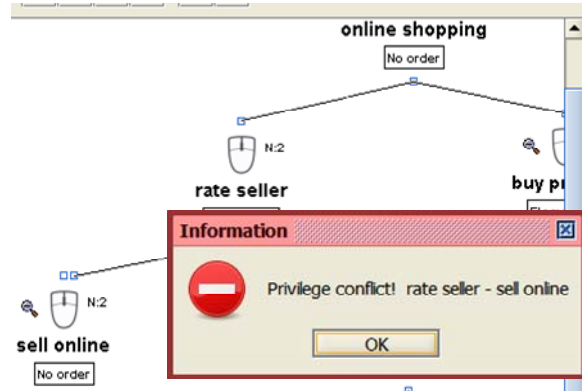 online shopping
No order
N:2
rate seller
buy pr
Information
Privilege conflict! rate seller - sell online
OK
N:2
sell online
No order